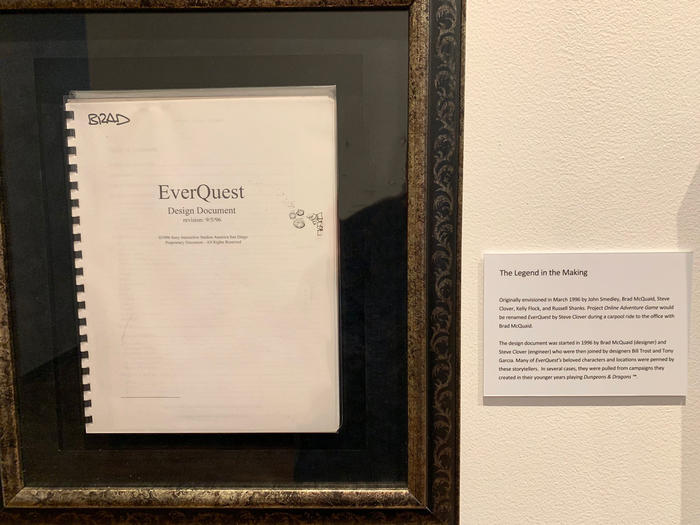 BRAD
EverQuest
Design Document
revision: 9/5/96
©1996 Sony Interactive Studios America San Diego
Proprietary Document - All Rights Reserved
The Legend in the Making
Originally envisioned in March 1996 by John Smedley, Brad McQuaid, Steve
Clover, Kelly Flock, and Russell Shanks. Project Online Adventure Game would
be renamed EverQuest by Steve Clover during a carpool ride to the office with
Brad McQuaid.
The design document was started in 1996 by Brad McQuaid (designer) and
Steve Clover (engineer) who were then joined by designers Bill Trost and Tony
Garcia. Many of EverQuest's beloved characters and locations were penned by
these storytellers. In several cases, they were pulled from campaigns they
created in their younger years playing Dungeons & Dragons ™.